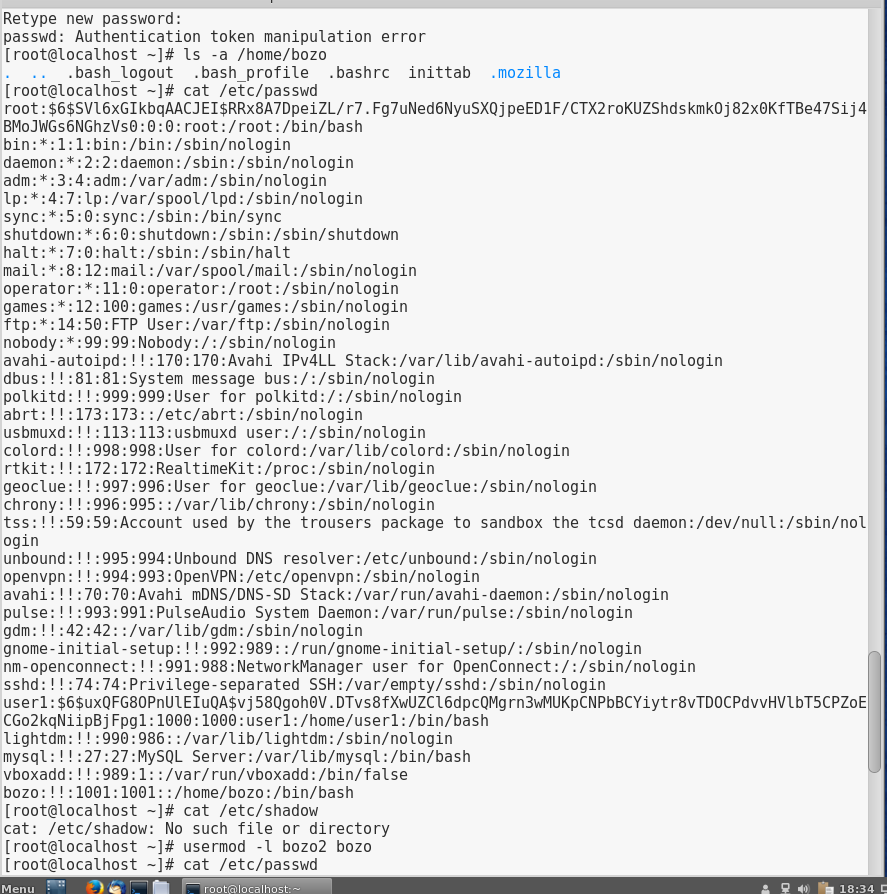 Retype new password:
passwd: Authentication token manipulation error
[root@localhost ~]# ls -a /home/bozo
.  ..  .bash_logout  .bash_profile  .bashrc  inittab  .mozilla
[root@localhost ~]# cat /etc/passwd
root:$6$SVl6xGIkbqAACJEI$RRx8A7DpeiZL/r7.Fg7uNed6NyuSXQjpeED1F/CTX2roKUZShdskmkOj82x0KfTBe47Sij4
BMoJWGs6NGhzVs0:0:0:root:/root:/bin/bash
bin:*:1:1:bin:/bin:/sbin/nologin
daemon:*:2:2:daemon:/sbin:/sbin/nologin
adm:*:3:4:adm:/var/adm:/sbin/nologin
lp:*:4:7:lp:/var/spool/lpd:/sbin/nologin
sync:*:5:0:sync:/sbin:/bin/sync
shutdown:*:6:0:shutdown:/sbin:/sbin/shutdown
halt:*:7:0:halt:/sbin:/sbin/halt
mail:*:8:12:mail:/var/spool/mail:/sbin/nologin
operator:*:11:0:operator:/root:/sbin/nologin
games:*:12:100:games:/usr/games:/sbin/nologin
ftp:*:14:50:FTP User:/var/ftp:/sbin/nologin
nobody:*:99:99:Nobody:/:/sbin/nologin
avahi-autoipd:!!:170:170:Avahi IPv4LL Stack:/var/lib/avahi-autoipd:/sbin/nologin
dbus:!!:81:81:System message bus:/:/sbin/nologin
polkitd:!!:999:999:User for polkitd:/:/sbin/nologin
abrt:!!:173:173::/etc/abrt:/sbin/nologin
usbmuxd:!!:113:113:usbmuxd user:/:/sbin/nologin
colord:!!:998:998:User for colord:/var/lib/colord:/sbin/nologin
rtkit:!!:172:172:RealtimeKit:/proc:/sbin/nologin
geoclue:!!:997:996:User for geoclue:/var/lib/geoclue:/sbin/nologin
chrony:!!:996:995::/var/lib/chrony:/sbin/nologin
tss:!!:59:59:Account used by the trousers package to sandbox the tcsd daemon:/dev/null:/sbin/nol
ogin
unbound:!!:995:994:Unbound DNS resolver:/etc/unbound:/sbin/nologin
openvpn:!!:994:993:OpenVPN:/etc/openvpn:/sbin/nologin
avahi:!!:70:70:Avahi mDNS/DNS-SD Stack:/var/run/avahi-daemon:/sbin/nologin
pulse:!!:993:991:PulseAudio System Daemon:/var/run/pulse:/sbin/nologin
gdm:!!:42:42::/var/lib/gdm:/sbin/nologin
gnome-initial-setup:!!:992:989::/run/gnome-initial-setup/:/sbin/nologin
nm-openconnect:!!:991:988:NetworkManager user for OpenConnect:/:/sbin/nologin
sshd:!!:74:74:Privilege-separated SSH:/var/empty/sshd:/sbin/nologin
user1:$6$uxQFG8OPnUlEIuQA$vj58Qgoh0V.DTvs8fXwUZCl6dpcQMgrn3wMUKpCNPbBCYiytr8vTDOCPdvvHVlbT5CPZoE
CGo2kqNiipBjFpg1:1000:1000:user1:/home/user1:/bin/bash
lightdm:!!:990:986::/var/lib/lightdm:/sbin/nologin
mysql:!!:27:27:MySQL Server:/var/lib/mysql:/bin/bash
vboxadd:!!:989:1::/var/run/vboxadd:/bin/false
bozo:!!:1001:1001::/home/bozo:/bin/bash
[root@localhost ~]# cat /etc/shadow
cat: /etc/shadow: No such file or directory
[root@localhost ~]# usermod -l bozo2 bozo
[root@localhost ~]# cat /etc/passwd
Menu root@localhost:~ 18:34